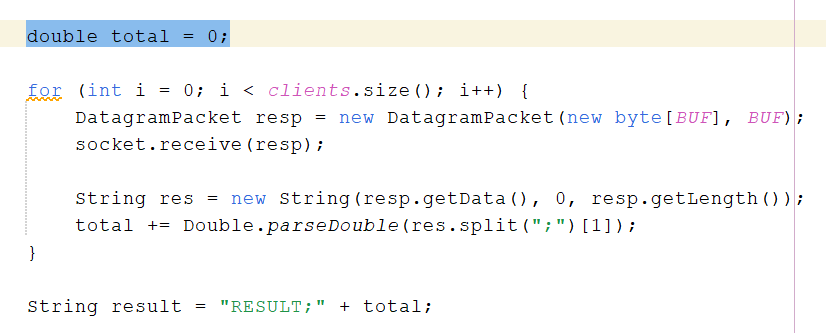 double total = 0;
for (int i = 0; i < clients.size(); i++) {
DatagramPacket resp = new DatagramPacket(new byte[BUF], BUF);
socket.receive(resp);
String res = new String(resp.getData(), 0, resp.getLength());
total += Double.parseDouble(res.split(";")[1]);
}
String result = "RESULT;" + total;